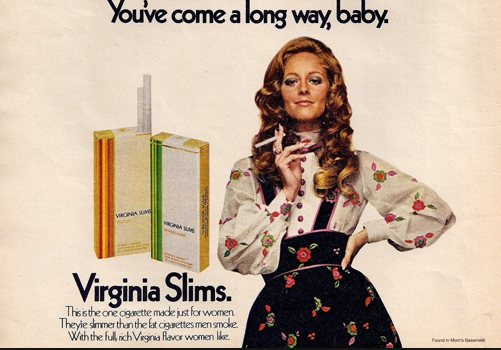 You've come a long way, baby.
VIRGINIA SLIMS
VIRGINIA SLIMS
Virginia Slims.
This is the one cigarette made just for women.
They're slimmer than the fat cigarettes men smoke.
With the full, rich Virginia flavor women like.
Found in Mom's Basement